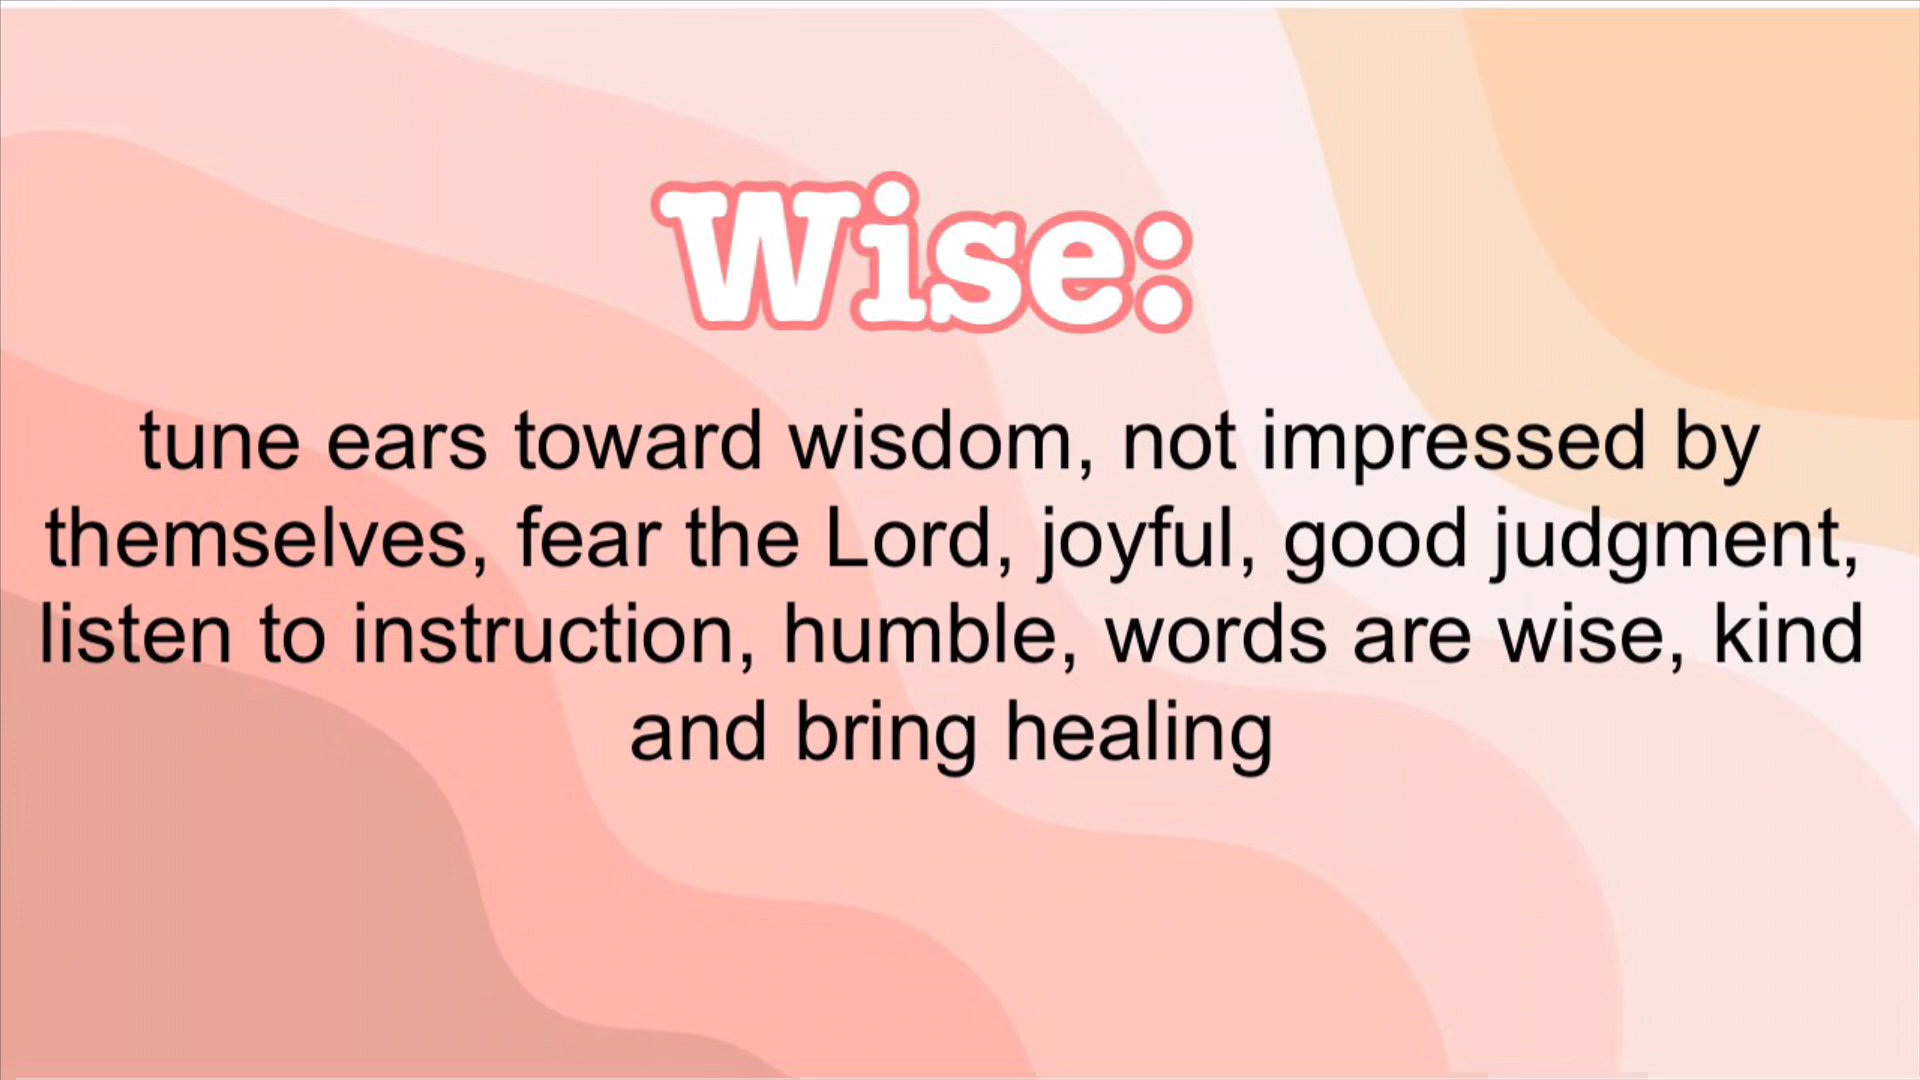 Wise:
tune ears toward wisdom, not impressed by
themselves, fear the Lord, joyful, good judgment,
listen to instruction, humble, words are wise, kind
and bring healing